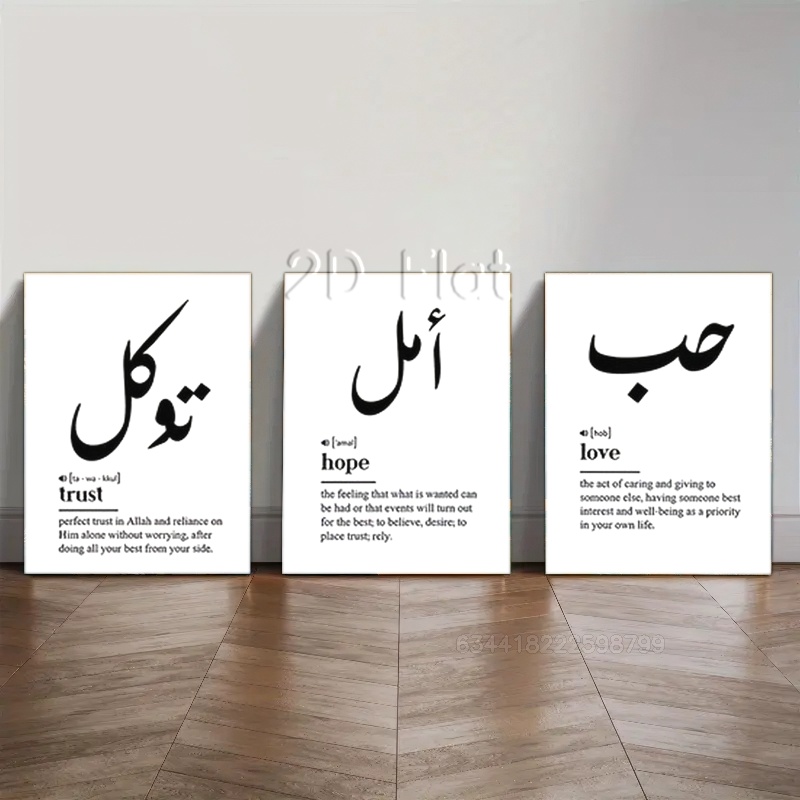 2D Flat
توكل
[ta - wa - kkul]
trust
perfect trust in Allah and reliance on
Him alone without worrying, after
doing all your best from your side.
أمل
['amal]
hope
the feeling that what is wanted can
be had or that events will turn out
for the best; to believe, desire; to
place trust; rely.
حب
[hob]
love
the act of caring and giving to
someone else, having someone best
interest and well-being as a priority
in your own life.